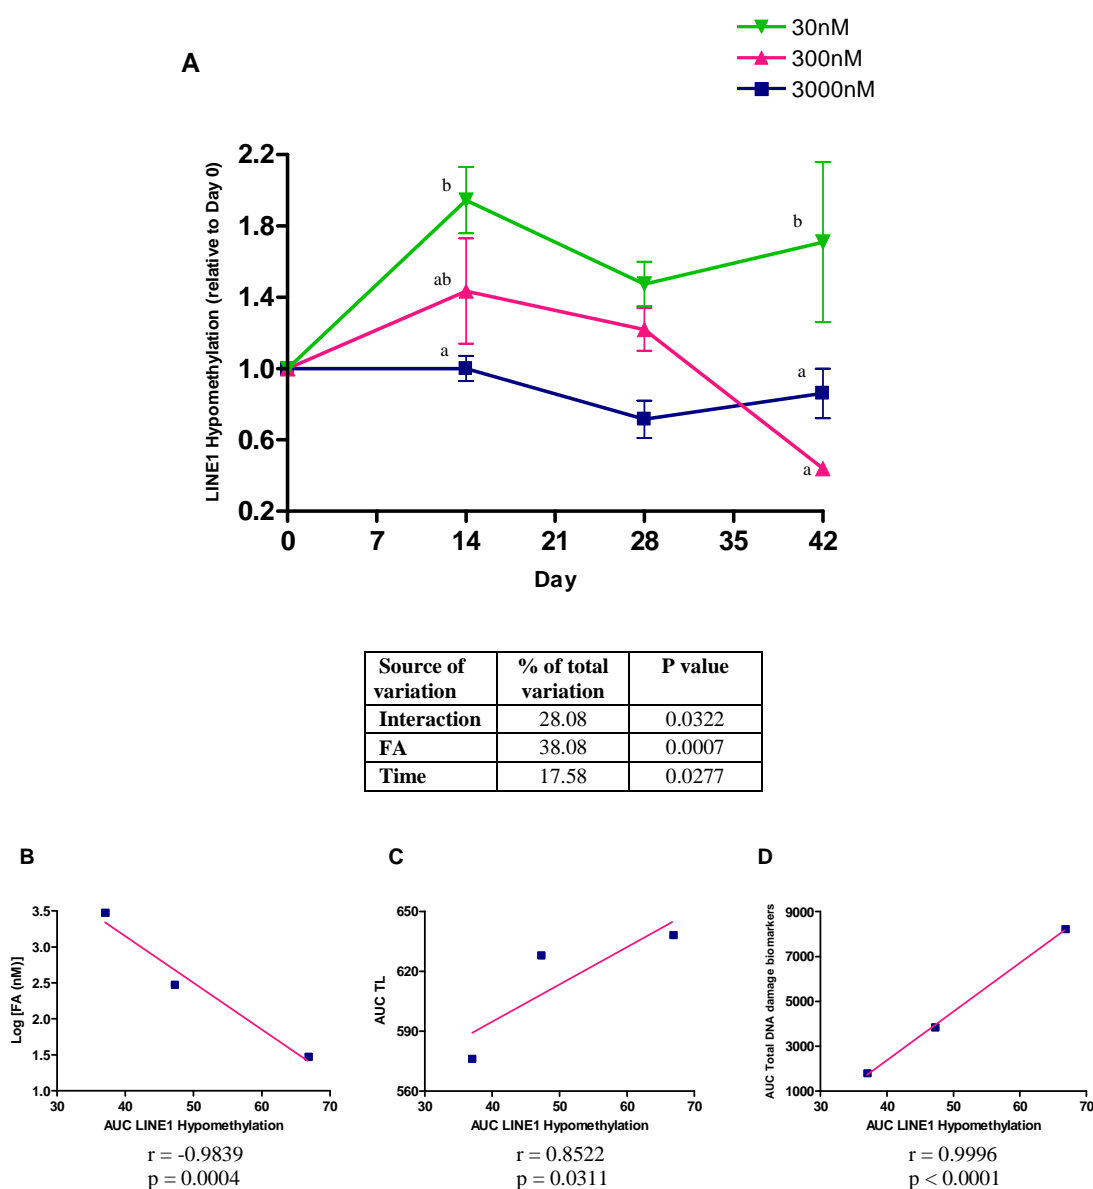 30nM
300nM
3000nM
A
LINE1 Hypomethylation (relative to Day 0)
2.2
1.8
1.4
1.0
0.6
0.2
b
ab
a
b
a
a
0 7 14 21 28 35 42
Day
Source of variation % of total variation P value
Interaction 28.08 0.0322
FA 38.08 0.0007
Time 17.58 0.0277
B
Log [FA (nM)]
3.5
3.0
2.5
2.0
1.5
1.0
30 40 50 60 70
AUC LINE1 Hypomethylation
r = -0.9839
p = 0.0004
C
AUC TL
650
620
590
560
30 40 50 60 70
AUC LINE1 Hypomethylation
r = 0.8522
p = 0.0311
D
AUC Total DNA damage biomarkers
9000
7000
5000
3000
1000
30 40 50 60 70
AUC LINE1 Hypomethylation
r = 0.9996
p < 0.0001